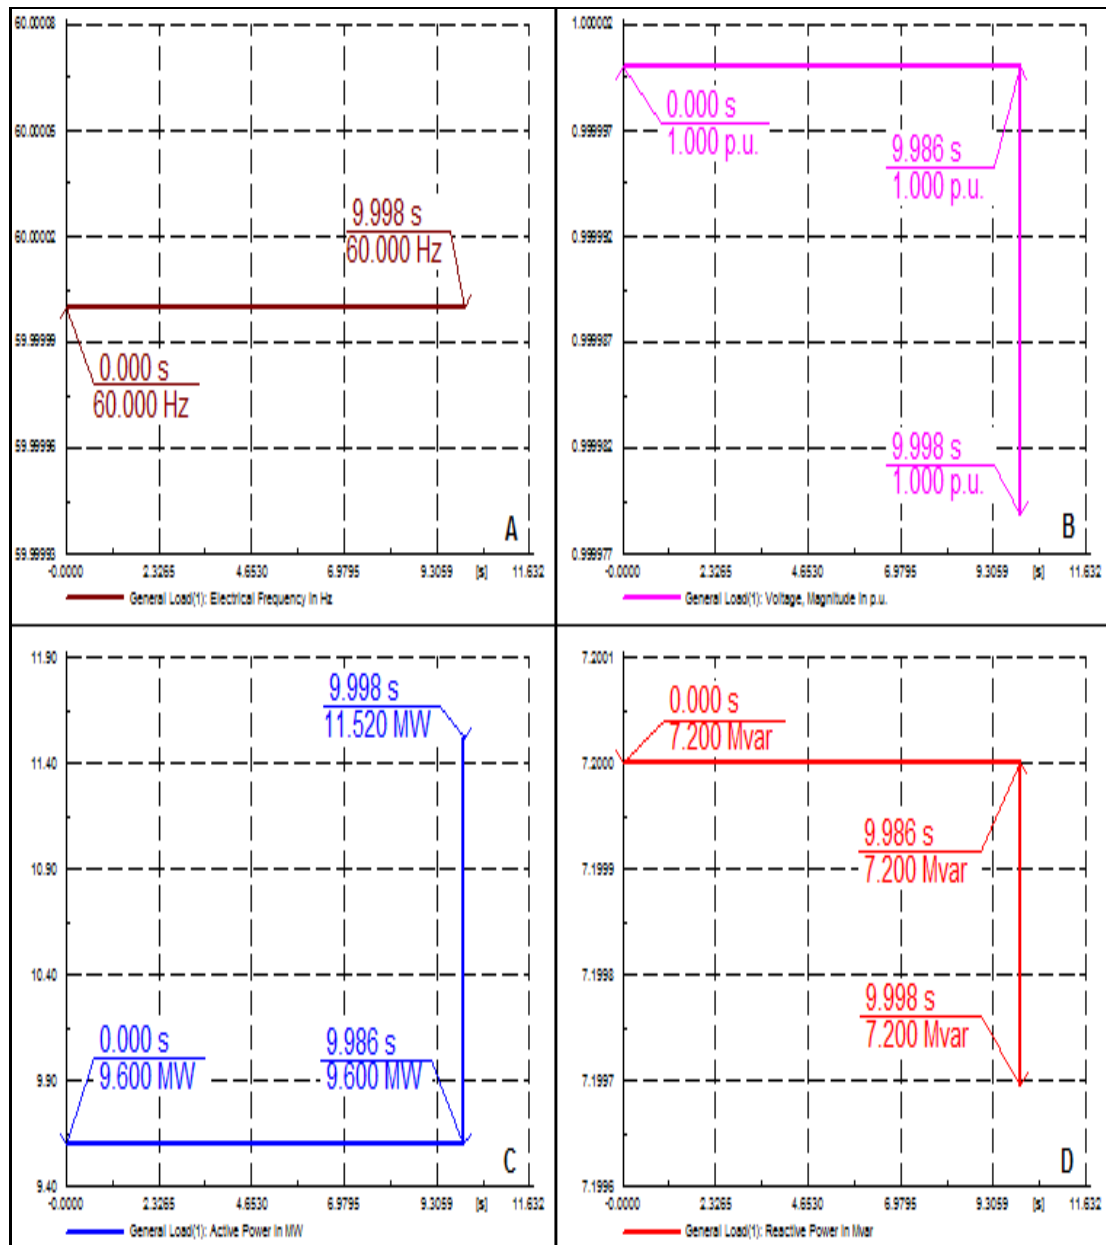 60.00008
60.00005
60.00002
59.99999
59.99996
59.99993
9.998 s
60.000 Hz
0.000 s
60.000 Hz
A
-0.0000 2.3265 4.6530 6.9795 9.3059 [s] 11.632
General Load(1): Electrical Frequency in Hz
1.000002
0.999997
0.999992
0.999987
0.999982
0.999977
0.000 s
1.000 p.u.
9.986 s
1.000 p.u.
9.998 s
1.000 p.u.
B
-0.0000 2.3265 4.6530 6.9795 9.3059 [s] 11.632
General Load(1): Voltage, Magnitude in p.u.
11.90
11.40
10.90
10.40
9.90
9.40
9.998 s
11.520 MW
0.000 s
9.600 MW
9.986 s
9.600 MW
C
-0.0000 2.3265 4.6530 6.9795 9.3059 [s] 11.632
General Load(1): Active Power in MW
7.2001
7.2000
7.1999
7.1998
7.1997
7.1996
0.000 s
7.200 Mvar
9.986 s
7.200 Mvar
9.998 s
7.200 Mvar
D
-0.0000 2.3265 4.6530 6.9795 9.3059 [s] 11.632
General Load(1): Reactive Power in Mvar